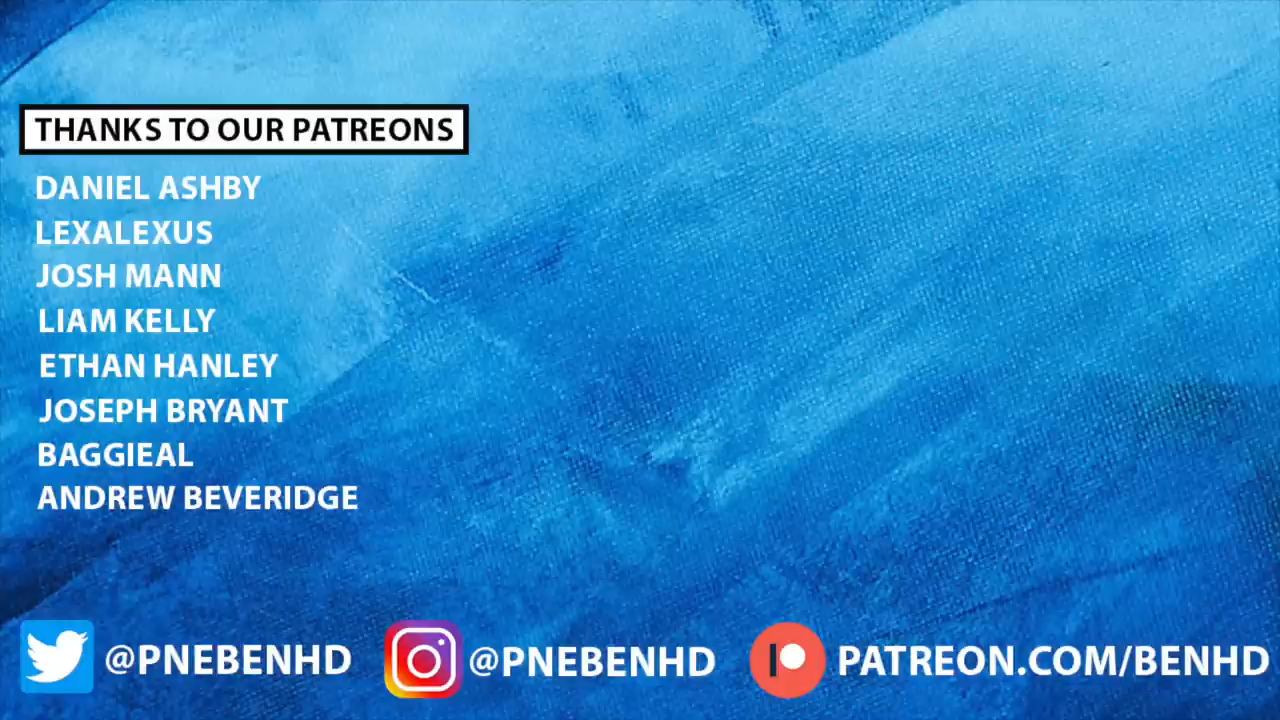 THANKS TO OUR PATREONS
DANIEL ASHBY
LEXALEXUS
JOSH MANN
LIAM KELLY
ETHAN HANLEY
JOSEPH BRYANT
BAGGIEAL
ANDREW BEVERIDGE
@PNEBENHD @PNEBENHD PATREON.COM/BENHD